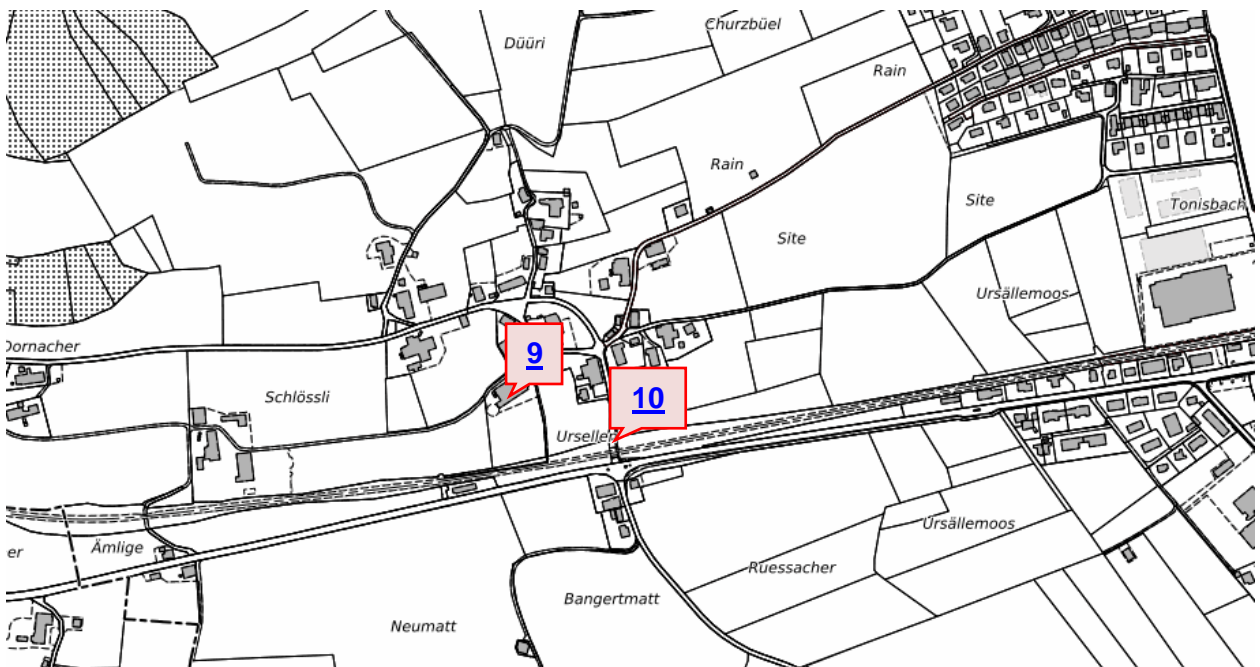 Churzbüel
Düüri
Rain
Rain
Site
Tonisbach
Site
Ursällemoos
Dornacher
9
Schlössli
10
Ursellen
Ursällemoos
er
Ämlige
Ruessacher
Bangertmatt
Neumatt